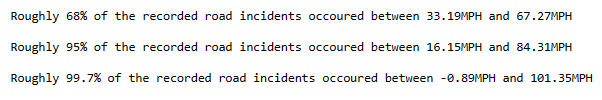 Roughly 68% of the recorded road incidents occoured between 33.19MPH and 67.27MPH
Roughly 95% of the recorded road incidents occoured between 16.15MPH and 84.31MPH
Roughly 99.7% of the recorded road incidents occoured between -0.89MPH and 101.35MPH